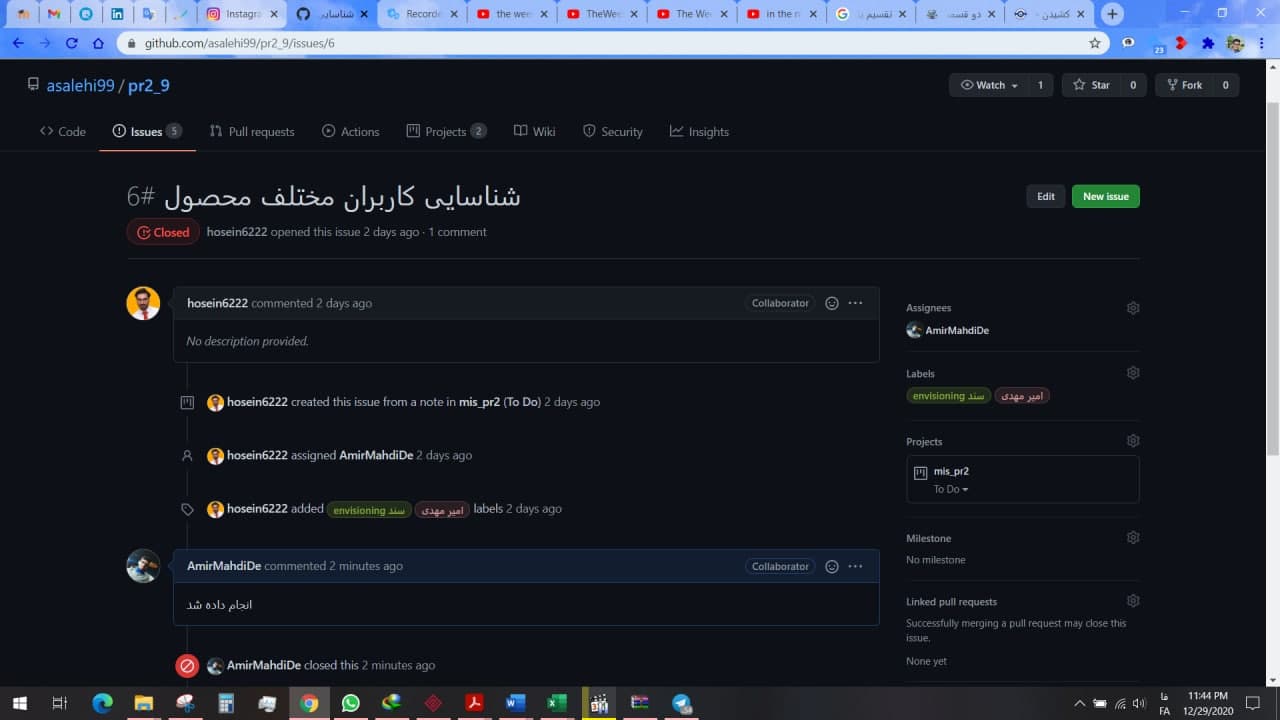 Instagra
شناسایی
Recorde
the wee
TheWee
The We
in the n
تقسیم با
دو قسمت
کشیدن -
github.com/asalehi99/pr2_9/issues/6
23
asalehi99 / pr2_9
Watch 1 Star 0 Fork 0
Code Issues 5 Pull requests Actions Projects 2 Wiki Security Insights
شناسایی کاربران مختلف محصول #6
Edit New issue
Closed hosein6222 opened this issue 2 days ago · 1 comment
hosein6222 commented 2 days ago Collaborator
No description provided.
hosein6222 created this issue from a note in mis_pr2 (To Do) 2 days ago
hosein6222 assigned AmirMahdiDe 2 days ago
hosein6222 added سند envisioning امیر مهدی labels 2 days ago
AmirMahdiDe commented 2 minutes ago Collaborator
انجام داده شد
AmirMahdiDe closed this 2 minutes ago
Assignees
AmirMahdiDe
Labels
سند envisioning امیر مهدی
Projects
mis_pr2
To Do
Milestone
No milestone
Linked pull requests
Successfully merging a pull request may close this
issue.
None yet
فا
FA
11:44 PM
12/29/2020